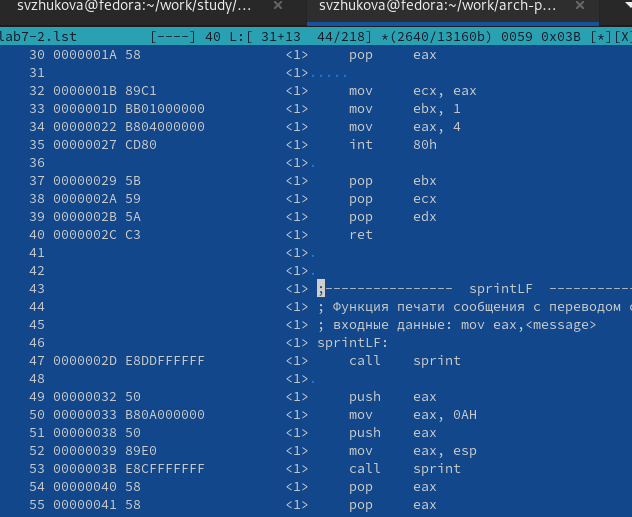 svzhukova@fedora:~/work/study/... × svzhukova@fedora:~/work/arch-p... ×
lab7-2.lst [----] 40 L:[ 31+13 44/218] *(2640/13160b) 0059 0x03B [*][X]
30 0000001A 58 <1> pop eax
31 <1>.....
32 0000001B 89C1 <1> mov ecx, eax
33 0000001D BB01000000 <1> mov ebx, 1
34 00000022 B804000000 <1> mov eax, 4
35 00000027 CD80 <1> int 80h
36 <1>.
37 00000029 5B <1> pop ebx
38 0000002A 59 <1> pop ecx
39 0000002B 5A <1> pop edx
40 0000002C C3 <1> ret
41 <1>.
42 <1>.
43 <1> ;---------------- sprintLF ----------
44 <1> ; Функция печати сообщения с переводом
45 <1> ; входные данные: mov eax,<message>
46 <1> sprintLF:
47 0000002D E8DDFFFFFF <1> call sprint
48 <1>.
49 00000032 50 <1> push eax
50 00000033 B80A000000 <1> mov eax, 0AH
51 00000038 50 <1> push eax
52 00000039 89E0 <1> mov eax, esp
53 0000003B E8CFFFFFFF <1> call sprint
54 00000040 58 <1> pop eax
55 00000041 58 <1> pop eax